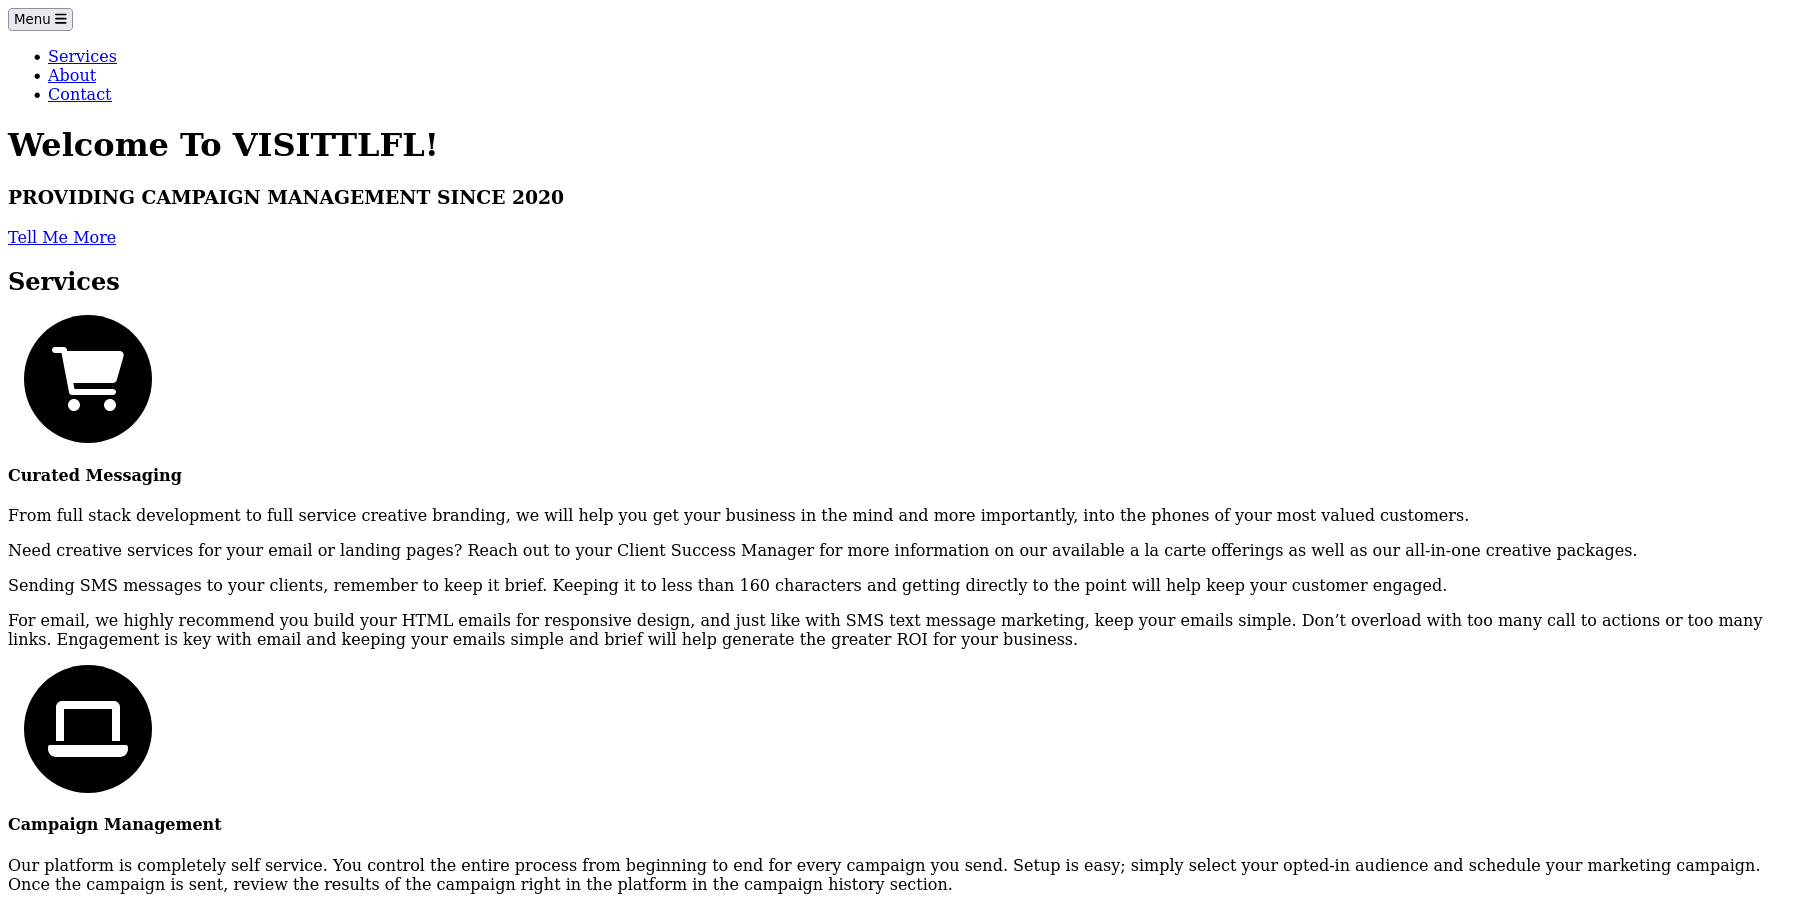 Menu
Services
About
Contact
Welcome To VISITTLFL!
PROVIDING CAMPAIGN MANAGEMENT SINCE 2020
Tell Me More
Services
Curated Messaging
From full stack development to full service creative branding, we will help you get your business in the mind and more importantly, into the phones of your most valued customers.
Need creative services for your email or landing pages? Reach out to your Client Success Manager for more information on our available a la carte offerings as well as our all-in-one creative packages.
Sending SMS messages to your clients, remember to keep it brief. Keeping it to less than 160 characters and getting directly to the point will help keep your customer engaged.
For email, we highly recommend you build your HTML emails for responsive design, and just like with SMS text message marketing, keep your emails simple. Don’t overload with too many call to actions or too many
links. Engagement is key with email and keeping your emails simple and brief will help generate the greater ROI for your business.
Campaign Management
Our platform is completely self service. You control the entire process from beginning to end for every campaign you send. Setup is easy; simply select your opted-in audience and schedule your marketing campaign.
Once the campaign is sent, review the results of the campaign right in the platform in the campaign history section.